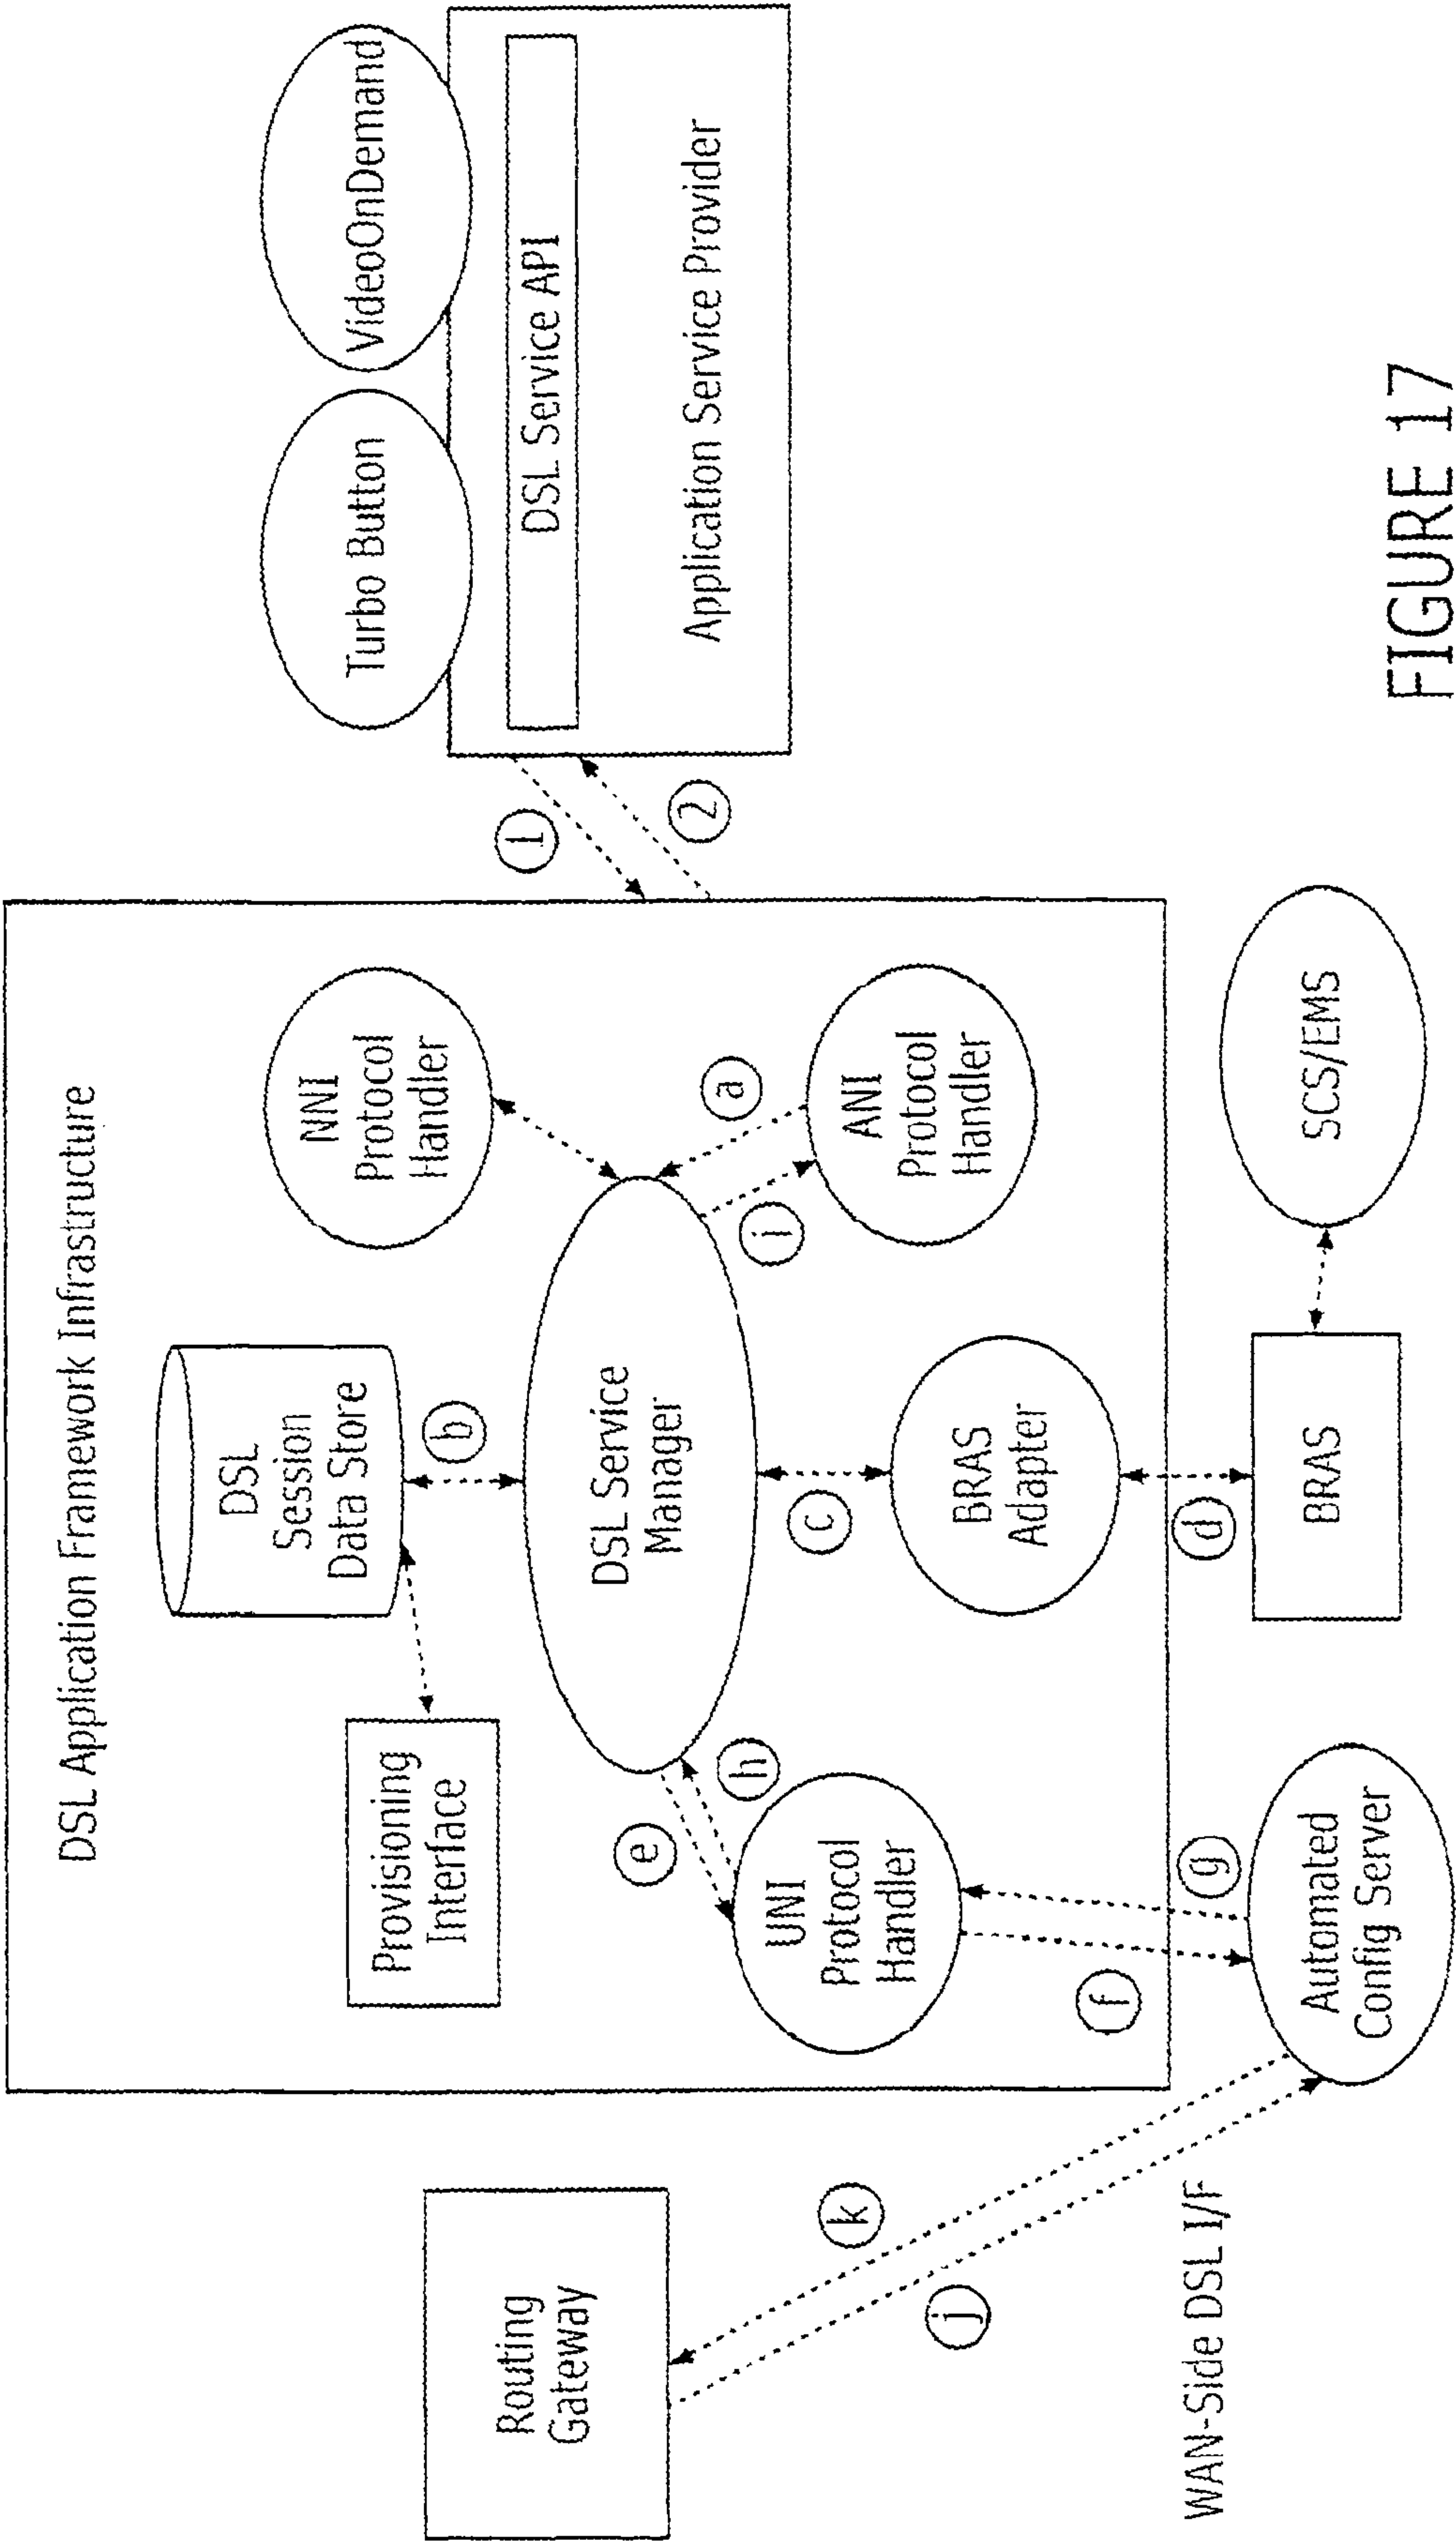 DSL Application Framework Infrastructure
Routing
Gateway
Provisioning
Interface
DSL
Session
Data Store
NNI
Protocol
Handler
Turbo Button
VideoOnDemand
DSL Service API
Application Service Provider
b
1
2
DSL Service
Manager
e
h
a
i
c
UNI
Protocol
Handler
BRAS
Adapter
ANI
Protocol
Handler
k
j
f
g
d
WAN-Side DSL I/F
Automated
Config Server
BRAS
SCS/EMS
FIGURE 17